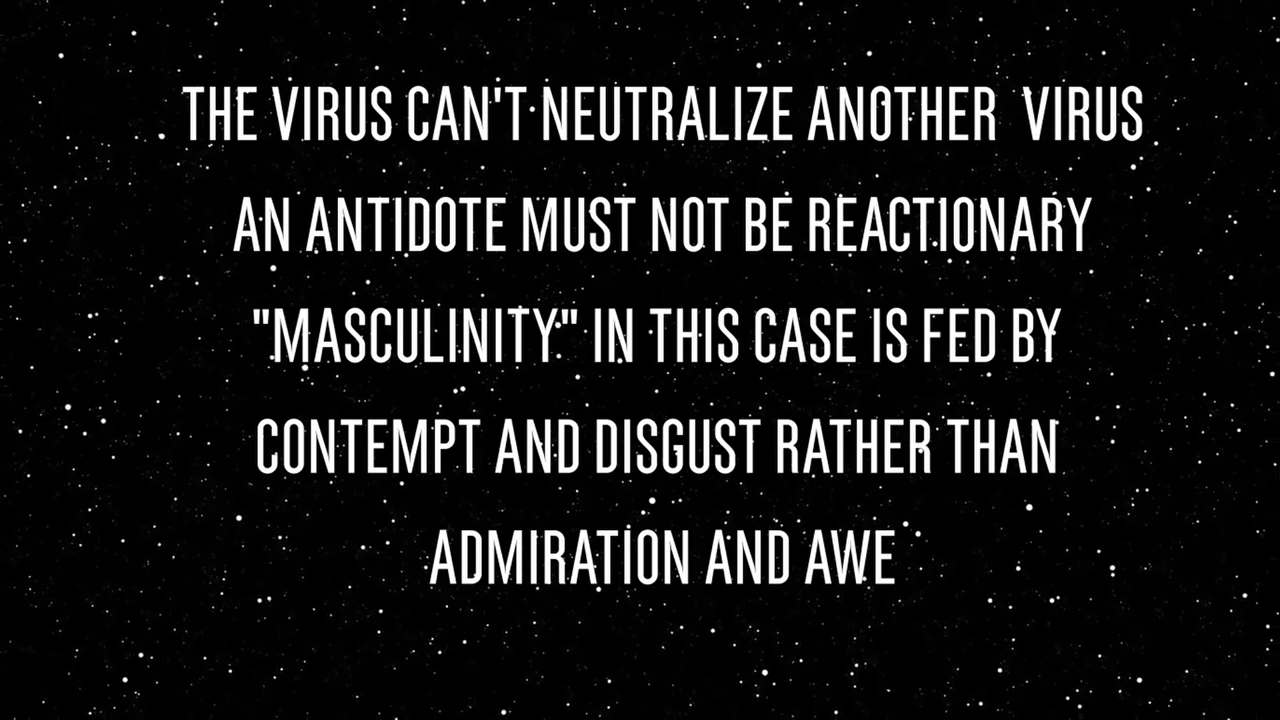 THE VIRUS CAN'T NEUTRALIZE ANOTHER  VIRUS
AN ANTIDOTE MUST NOT BE REACTIONARY
"MASCULINITY" IN THIS CASE IS FED BY
CONTEMPT AND DISGUST RATHER THAN
ADMIRATION AND AWE